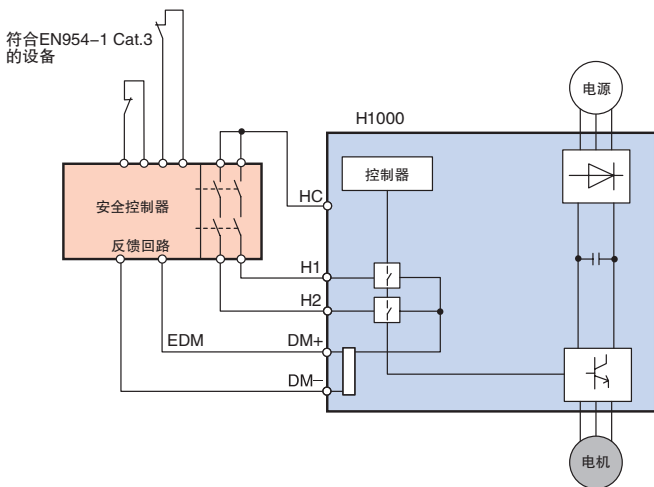 符合EN954–1 Cat.3
的设备
电源
H1000
控制器
安全控制器
HC
反馈回路
H1
H2
EDM
DM+
DM–
电机